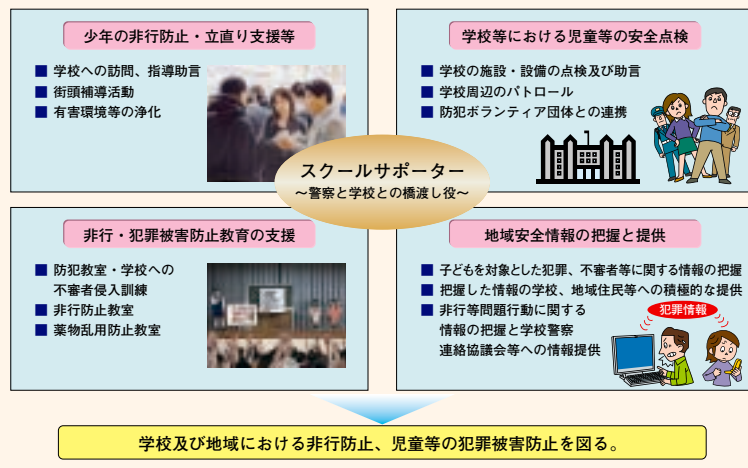 少年の非行防止・立直り支援等
■ 学校への訪問、指導助言
■ 街頭補導活動
■ 有害環境等の浄化
学校等における児童等の安全点検
■ 学校の施設・設備の点検及び助言
■ 学校周辺のパトロール
■ 防犯ボランティア団体との連携
スクールサポーター
～警察と学校との橋渡し役～
非行・犯罪被害防止教育の支援
■ 防犯教室・学校への
不審者侵入訓練
■ 非行防止教室
■ 薬物乱用防止教室
地域安全情報の把握と提供
■ 子どもを対象とした犯罪、不審者等に関する情報の把握
■ 把握した情報の学校、地域住民等への積極的な提供
■ 非行等問題行動に関する
情報の把握と学校警察
連絡協議会等への情報提供
犯罪情報
学校及び地域における非行防止、児童等の犯罪被害防止を図る。